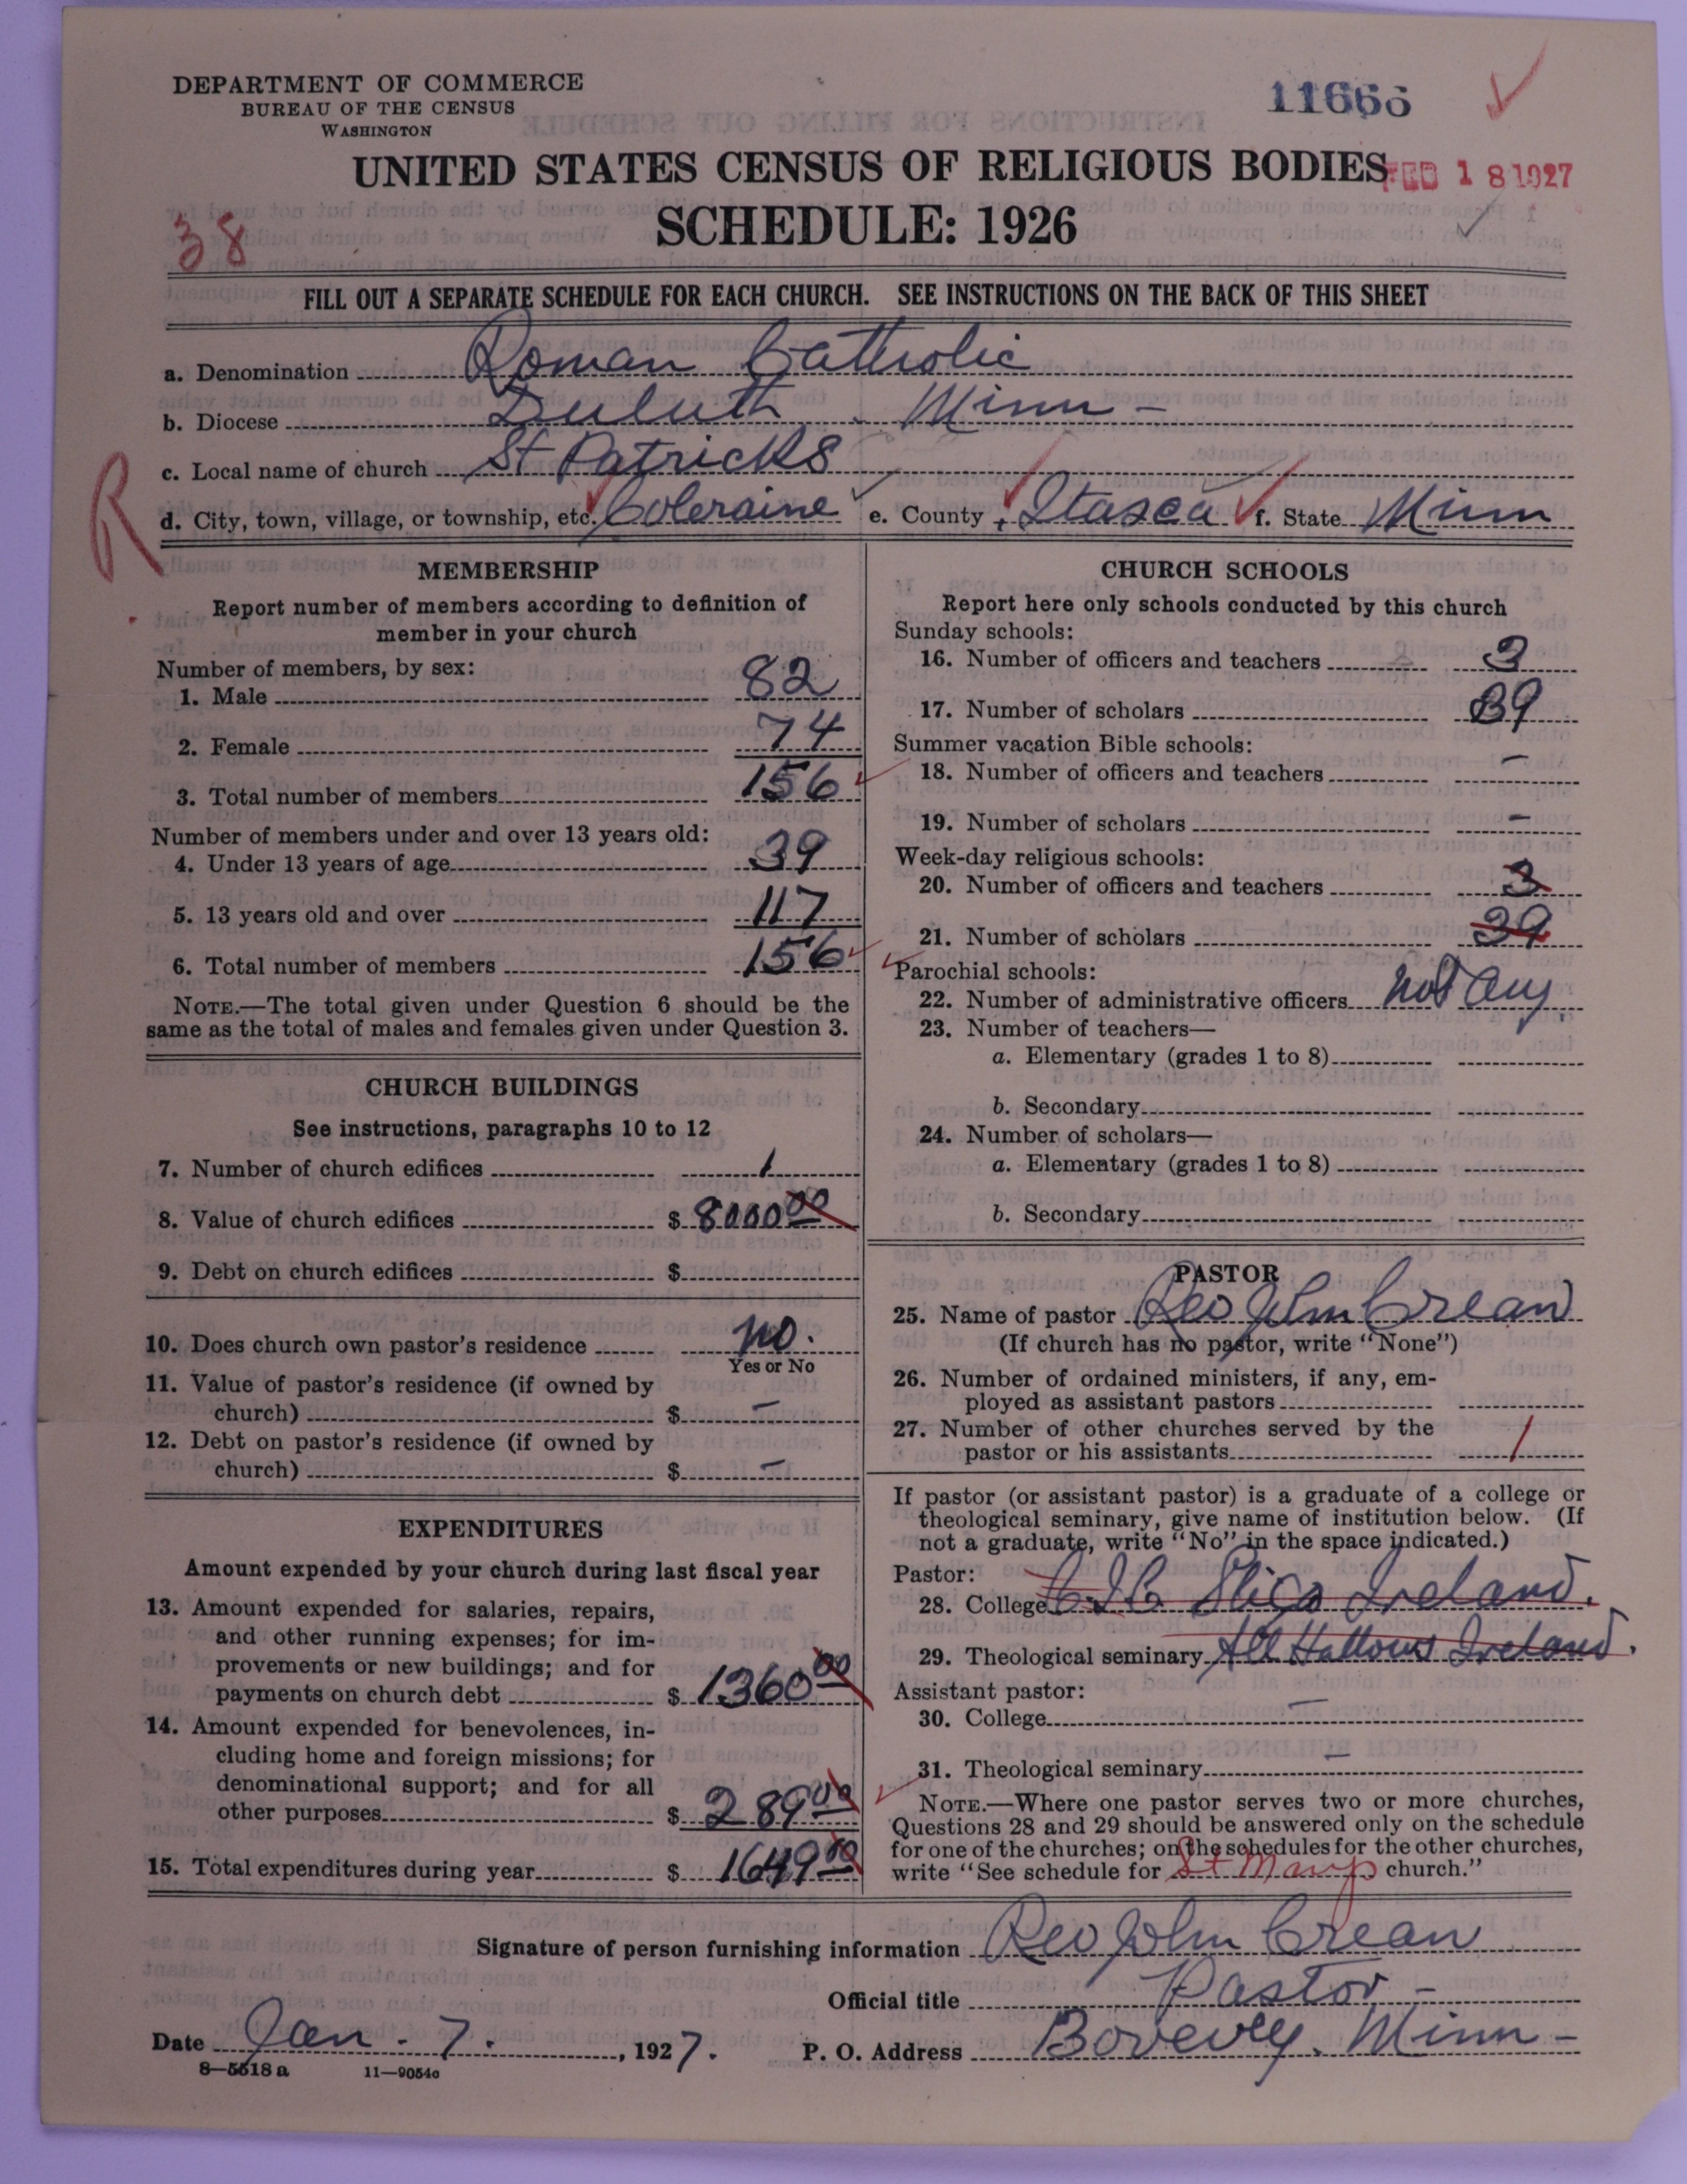 DEPARTMENT OF COMMERCE
BUREAU OF THE CENSUS
WASHINGTON
11666
UNITED STATES CENSUS OF RELIGIOUS BODIES
FEB 18 1927
SCHEDULE: 1926
38
FILL OUT A SEPARATE SCHEDULE FOR EACH CHURCH. SEE INSTRUCTIONS ON THE BACK OF THIS SHEET
a. Denomination Roman Catholic
b. Diocese Duluth Minn -
c. Local name of church St Patricks
R
d. City, town, village, or township, etc. Coleraine e. County Itasca f. State Minn
MEMBERSHIP
Report number of members according to definition of
member in your church
Number of members, by sex:
1. Male 82
2. Female 74
3. Total number of members 156
Number of members under and over 13 years old:
4. Under 13 years of age 39
5. 13 years old and over 117
6. Total number of members 156
NOTE.—The total given under Question 6 should be the
same as the total of males and females given under Question 3.
CHURCH BUILDINGS
See instructions, paragraphs 10 to 12
7. Number of church edifices 1
8. Value of church edifices $ 8000 00
9. Debt on church edifices $
10. Does church own pastor's residence no.
Yes or No
11. Value of pastor's residence (if owned by
church) $ —
12. Debt on pastor's residence (if owned by
church) $ —
EXPENDITURES
Amount expended by your church during last fiscal year
13. Amount expended for salaries, repairs,
and other running expenses; for im-
provements or new buildings; and for
payments on church debt $ 1360 00
14. Amount expended for benevolences, in-
cluding home and foreign missions; for
denominational support; and for all
other purposes $ 289 00
15. Total expenditures during year $ 1649 00
CHURCH SCHOOLS
Report here only schools conducted by this church
Sunday schools:
16. Number of officers and teachers 3
17. Number of scholars 39
Summer vacation Bible schools:
18. Number of officers and teachers —
19. Number of scholars —
Week-day religious schools:
20. Number of officers and teachers 3
21. Number of scholars 39
Parochial schools:
22. Number of administrative officers not any.
23. Number of teachers—
a. Elementary (grades 1 to 8)
b. Secondary
24. Number of scholars—
a. Elementary (grades 1 to 8)
b. Secondary
PASTOR
25. Name of pastor Rev John Crean
(If church has no pastor, write "None")
26. Number of ordained ministers, if any, em-
ployed as assistant pastors
27. Number of other churches served by the
pastor or his assistants 1
If pastor (or assistant pastor) is a graduate of a college or
theological seminary, give name of institution below. (If
not a graduate, write "No" in the space indicated.)
Pastor:
28. College Sligo Ireland.
29. Theological seminary All Hallows Ireland.
Assistant pastor:
30. College —
31. Theological seminary —
NOTE.—Where one pastor serves two or more churches,
Questions 28 and 29 should be answered only on the schedule
for one of the churches; on the schedules for the other churches,
write "See schedule for St Marys church."
Signature of person furnishing information Rev John Crean
Official title Pastor -
Date Jan. 7. , 1927. P. O. Address Bovey, Minn -
8—5518 a 11—9054c